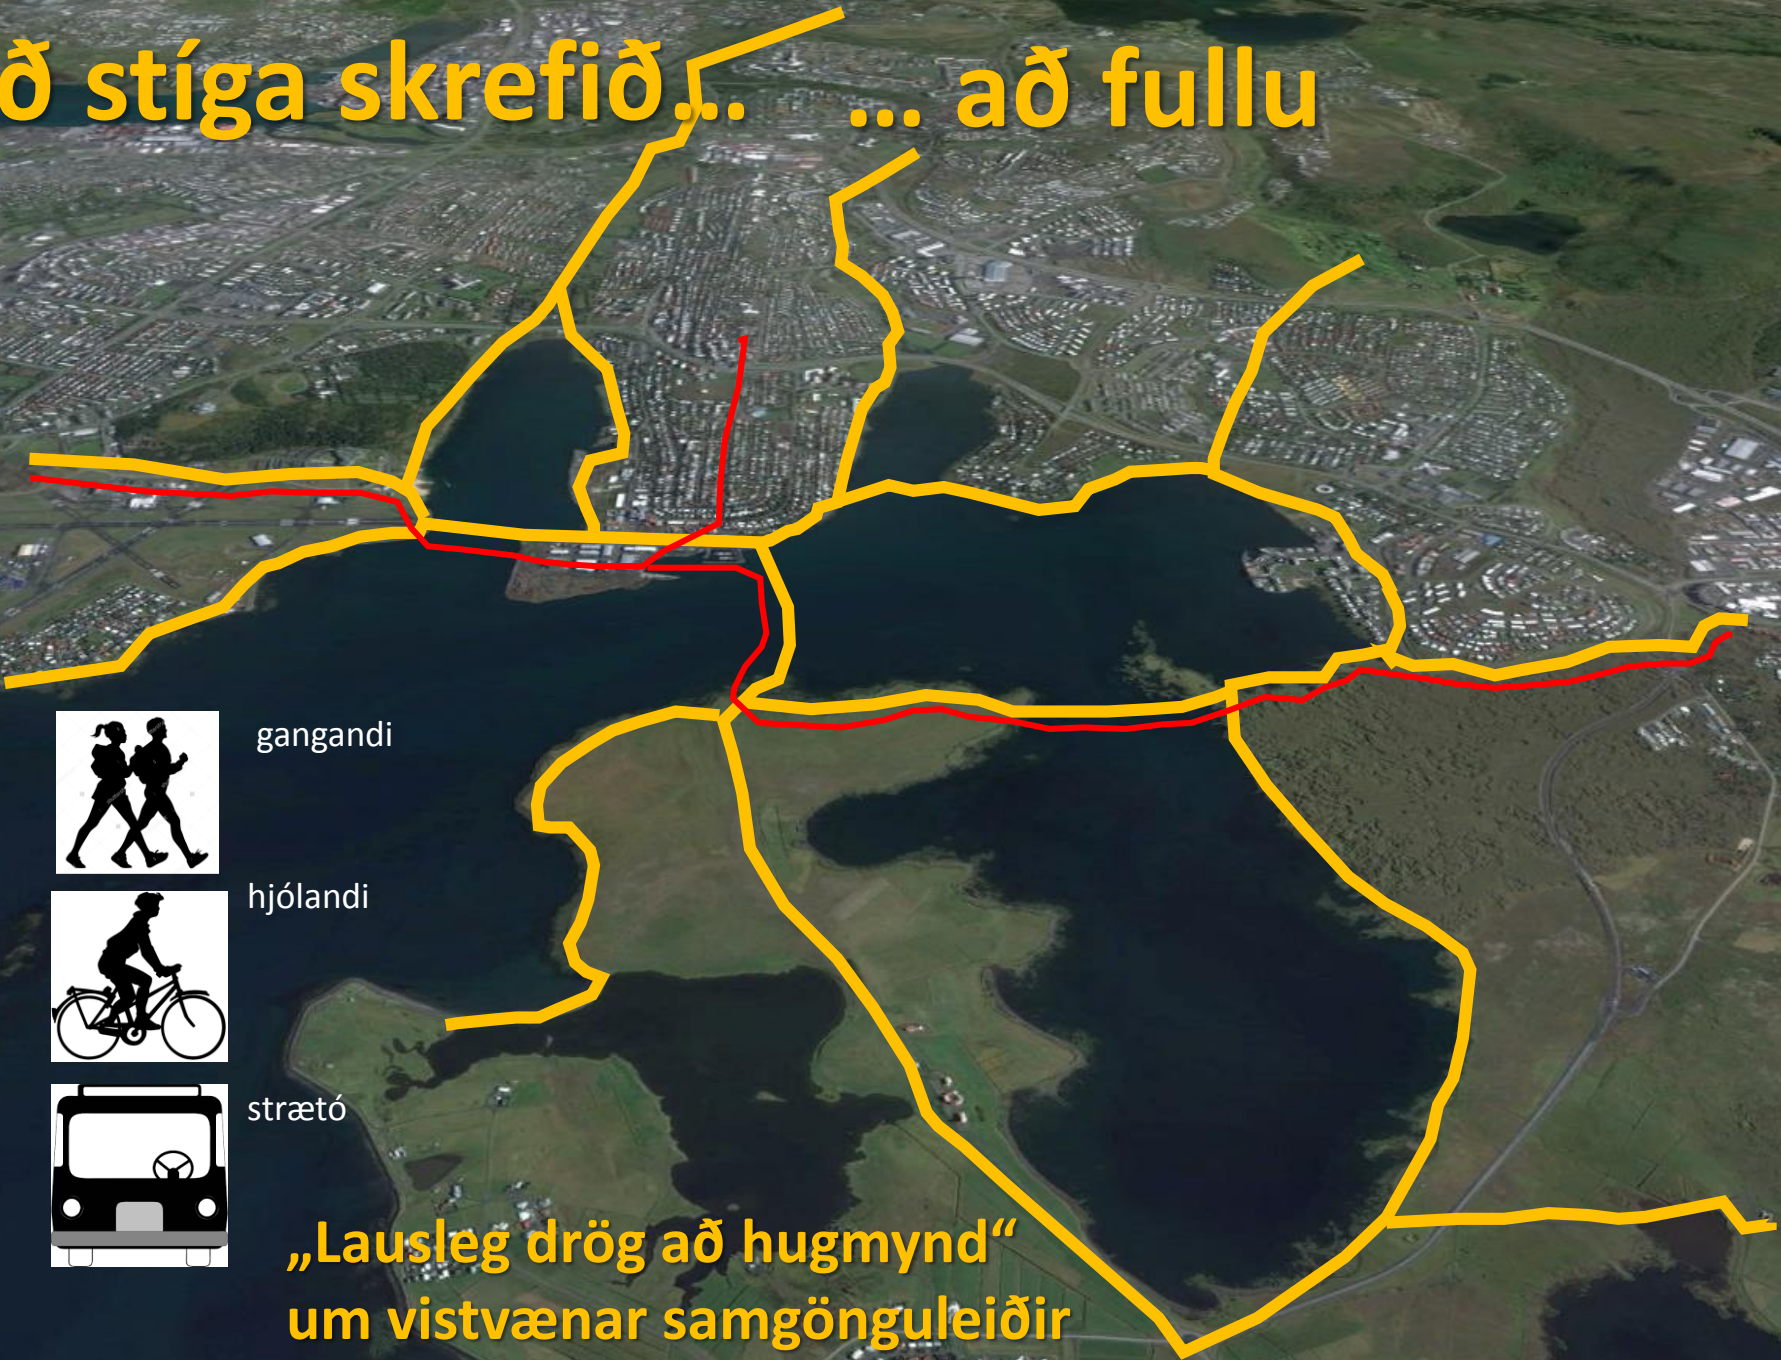 ð stíga skrefið... ... að fullu
gangandi
hjólandi
strætó
„Lausleg drög að hugmynd“
um vistvænar samgönguleiðir